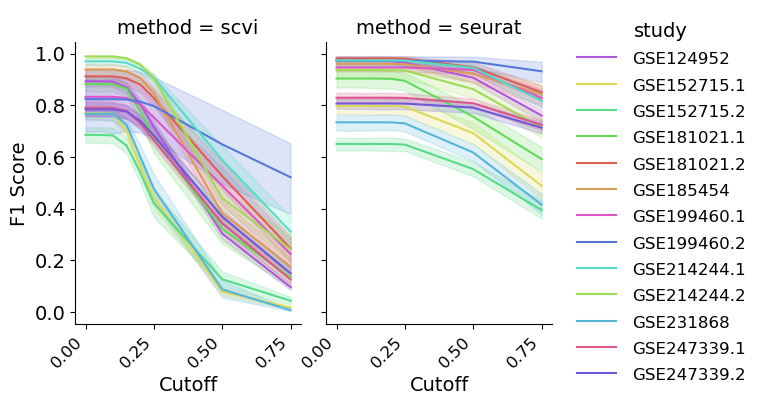 method = scvi
method = seurat
study
F1 Score
1.0
0.8
0.6
0.4
0.2
0.0
0.00
0.25
0.50
0.75
0.00
0.25
0.50
0.75
Cutoff
Cutoff
GSE124952
GSE152715.1
GSE152715.2
GSE181021.1
GSE181021.2
GSE185454
GSE199460.1
GSE199460.2
GSE214244.1
GSE214244.2
GSE231868
GSE247339.1
GSE247339.2